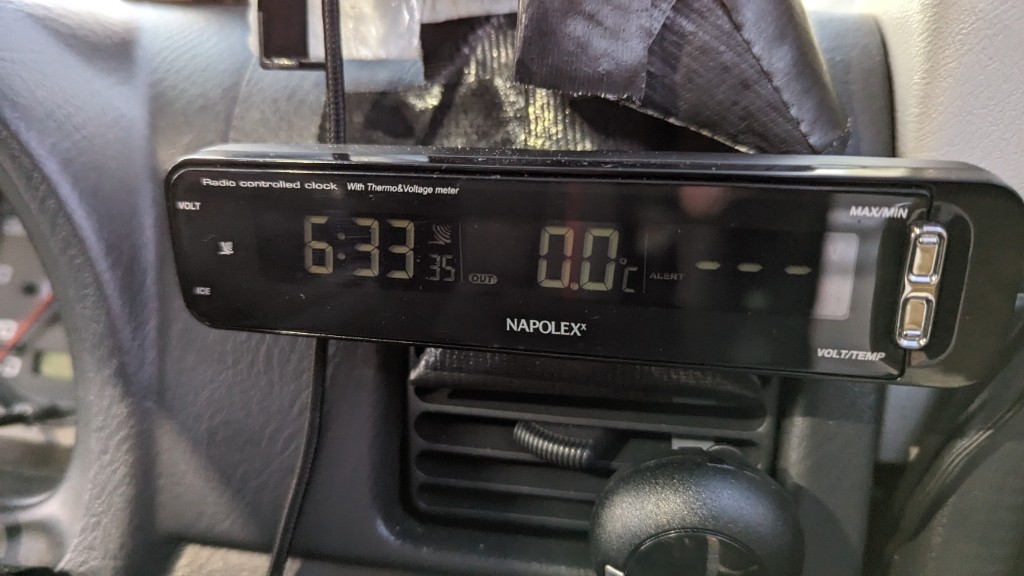 Radio controlled clock With Thermo&Voltage meter
VOLT
MAX/MIN
6:33 35
OUT 0.0°C
ALERT - - -
ICE
NAPOLEXx
VOLT/TEMP